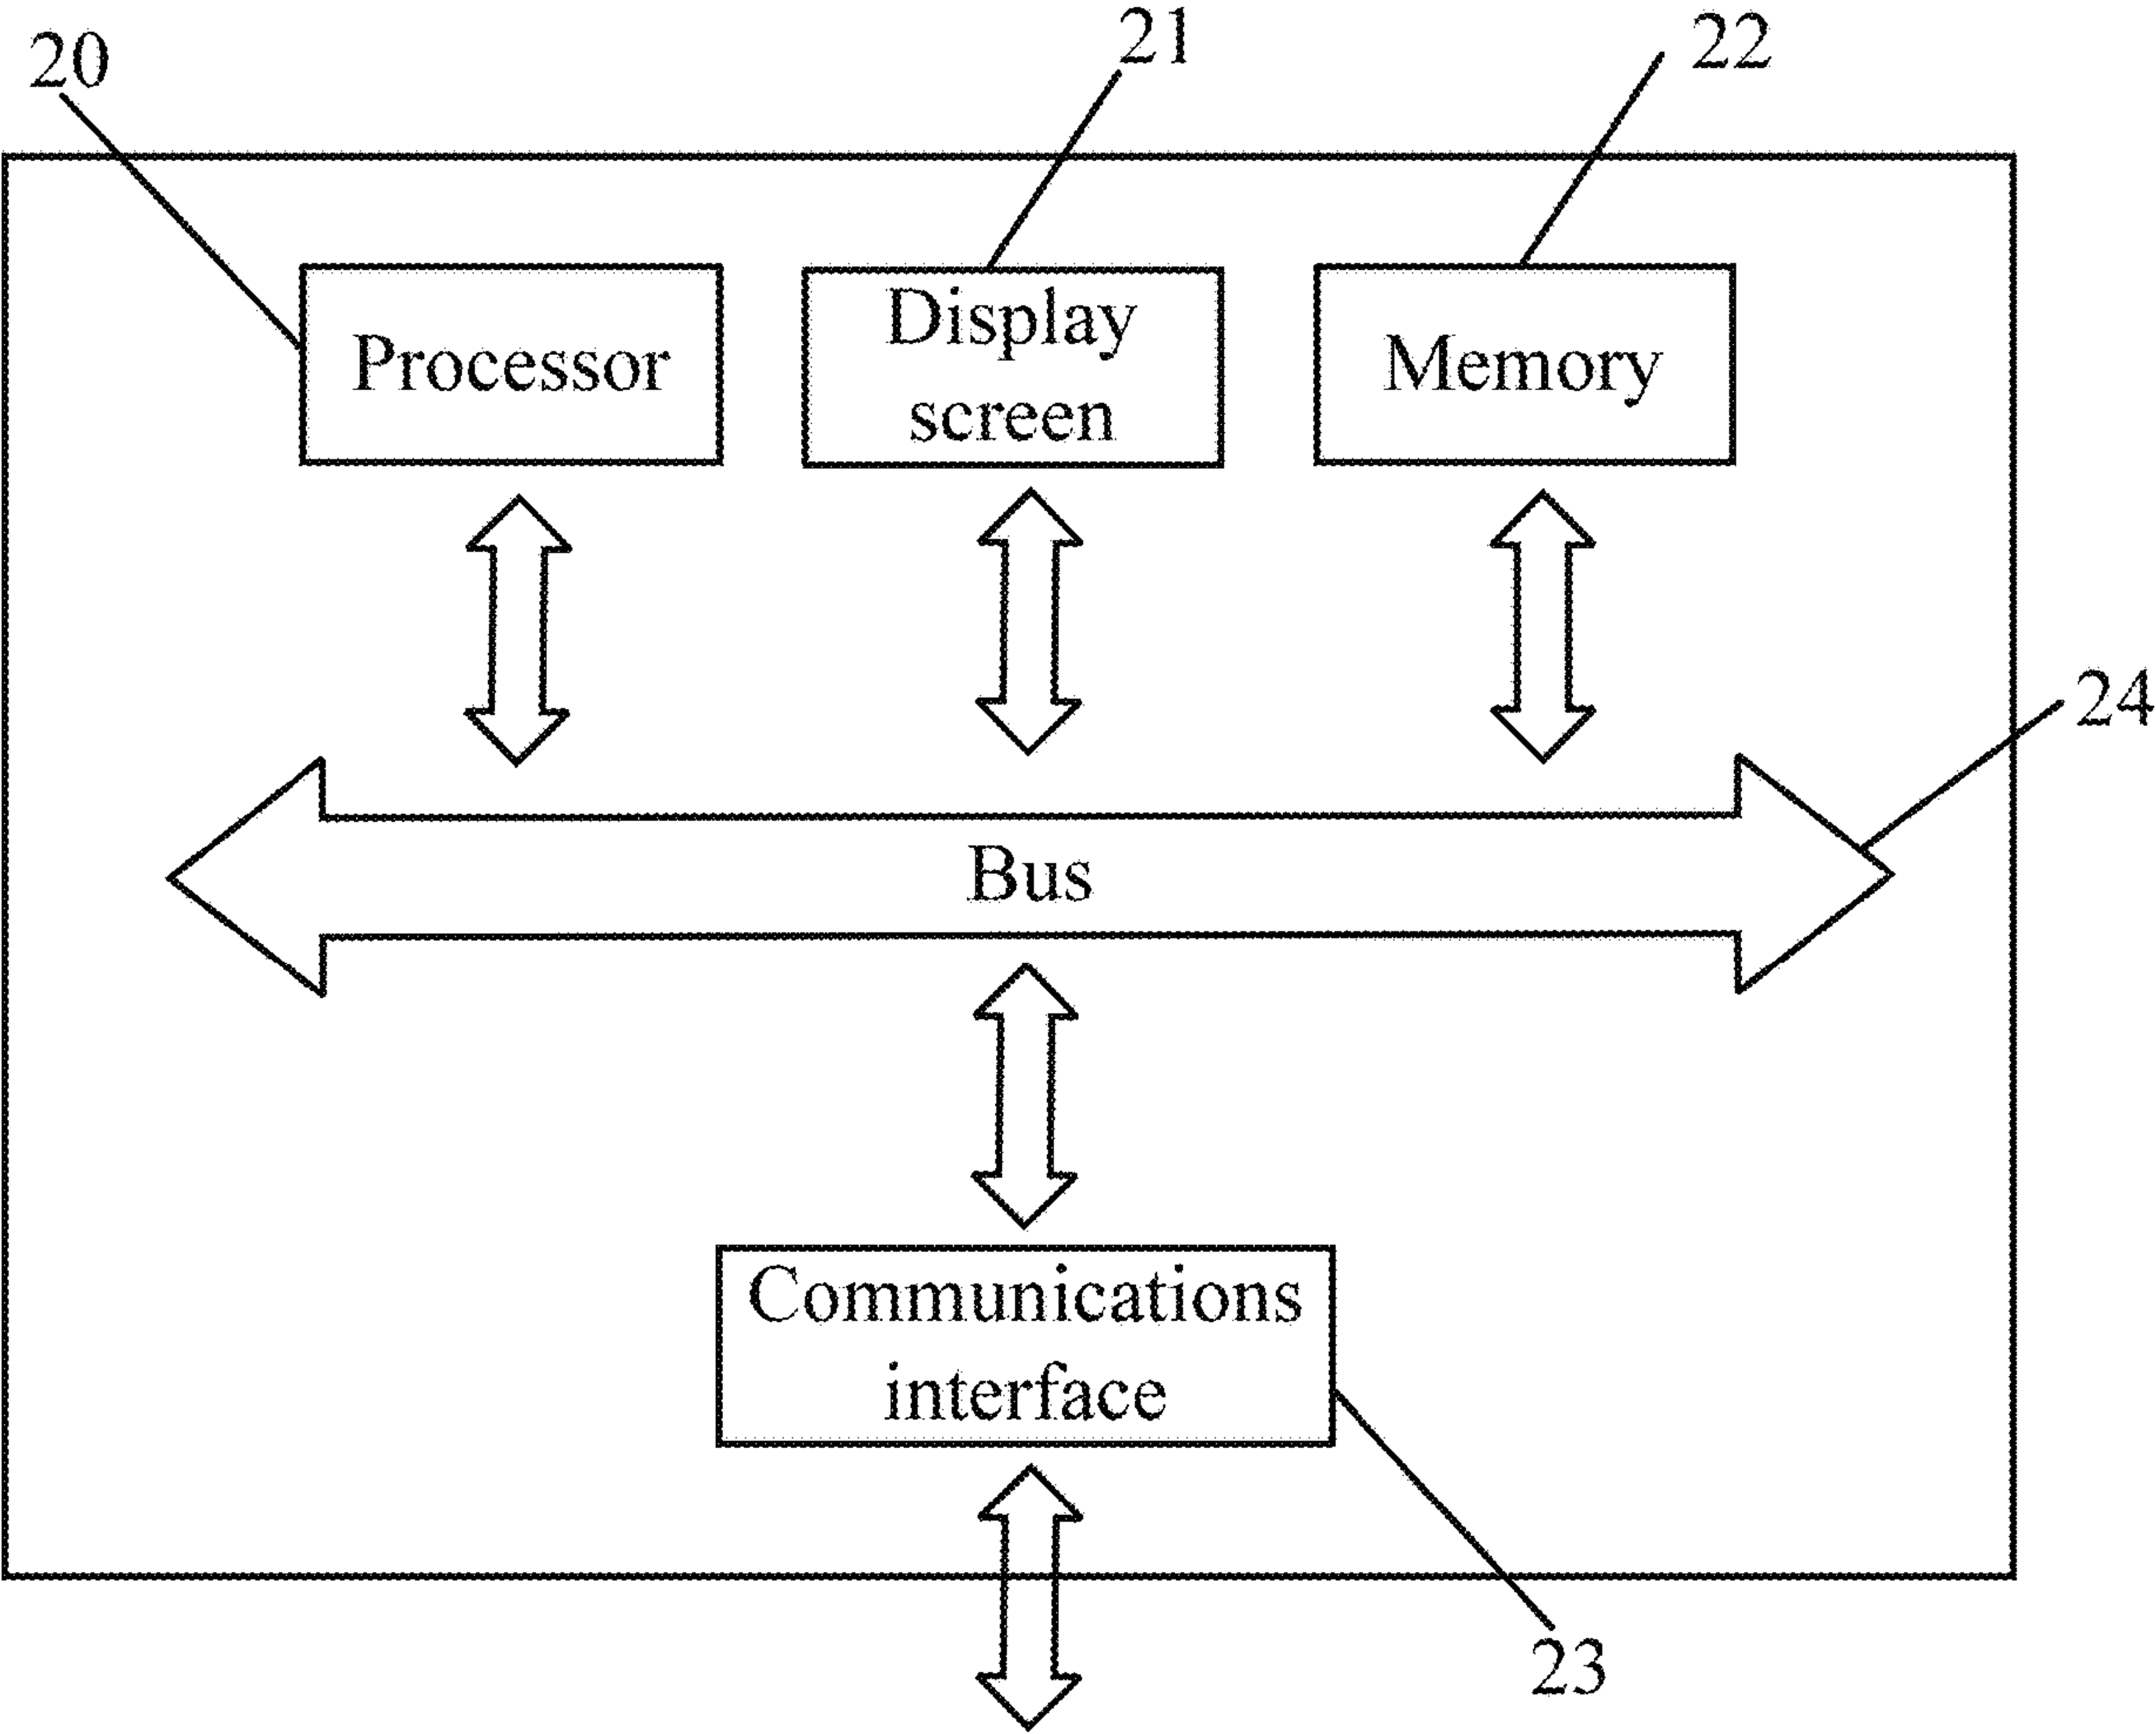 20
21
22
Processor
Display
screen
Memory
24
Bus
Communications
interface
23